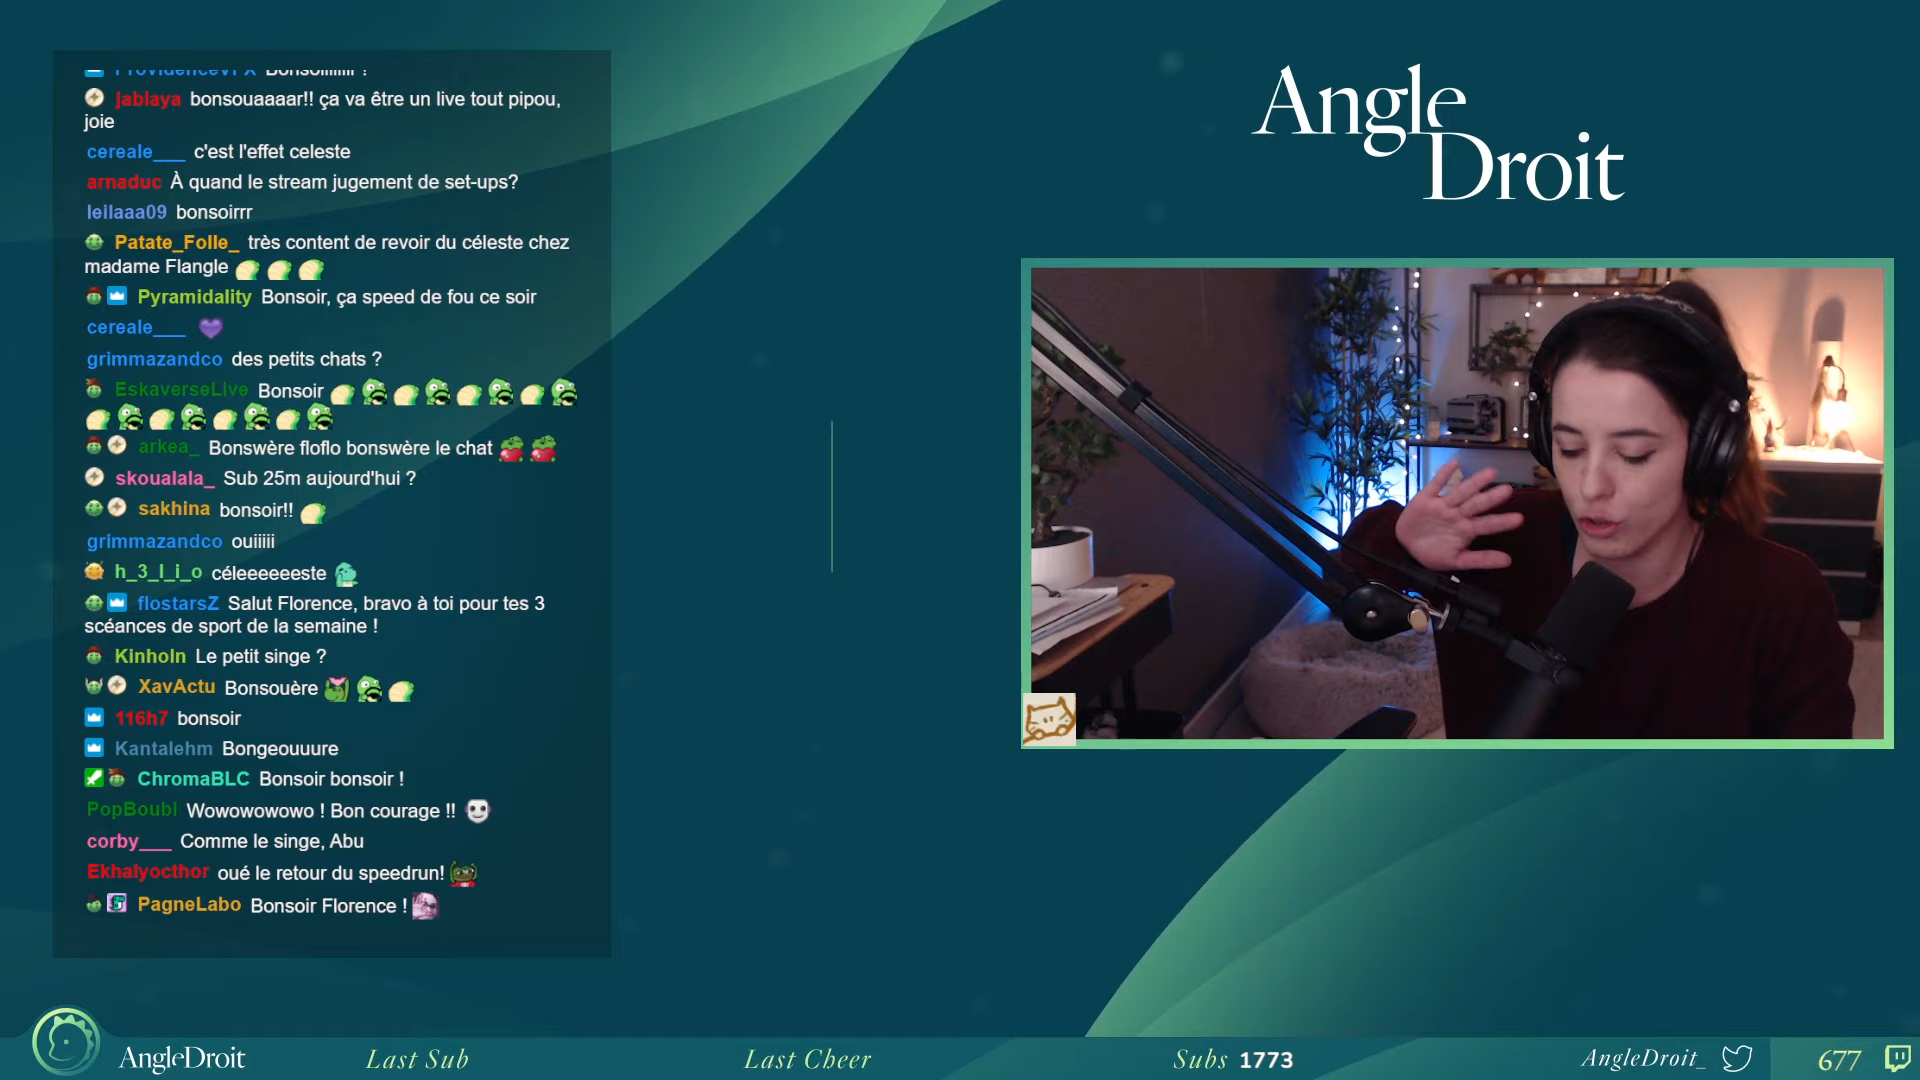 ProvidenceVFX Bonsoiiiiiir !
jablaya bonsouaaaar!! ça va être un live tout pipou,
joie
cereale___ c'est l'effet celeste
arnaduc À quand le stream jugement de set-ups?
leilaaa09 bonsoirrr
Patate_Folle_ très content de revoir du céleste chez
madame Flangle
Pyramidality Bonsoir, ça speed de fou ce soir
cereale___
grimmazandco des petits chats ?
EskaverseLive Bonsoir
arkea_ Bonswère floflo bonswère le chat
skoualala_ Sub 25m aujourd'hui ?
sakhina bonsoir!!
grimmazandco ouiiiii
h_3_l_i_o céleeeeeeste
flostarsZ Salut Florence, bravo à toi pour tes 3
scéances de sport de la semaine !
Kinholn Le petit singe ?
XavActu Bonsouère
116h7 bonsoir
Kantalehm Bongeouuure
ChromaBLC Bonsoir bonsoir !
PopBoubi Wowowowowo ! Bon courage !!
corby___ Comme le singe, Abu
Ekhalyocthor oué le retour du speedrun!
PagneLabo Bonsoir Florence !
Angle
Droit
AngleDroit Last Sub Last Cheer Subs 1773 AngleDroit_ 677